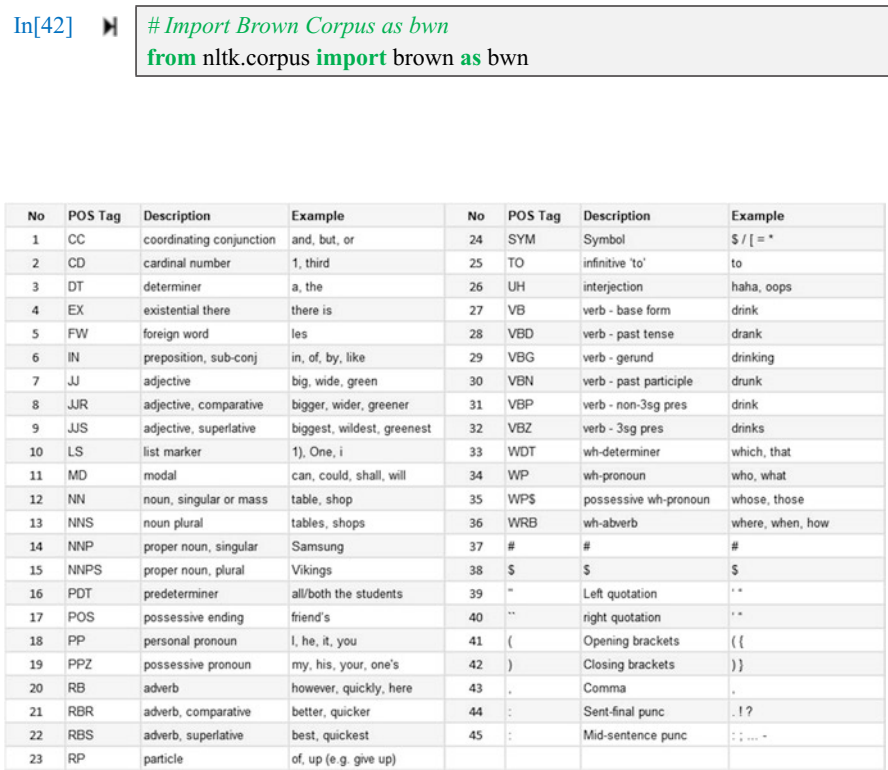 In[42]
# Import Brown Corpus as bwn
from nltk.corpus import brown as bwn
No POS Tag Description Example No POS Tag Description Example
1 CC coordinating conjunction and, but, or 24 SYM Symbol $ / [ = *
2 CD cardinal number 1, third 25 TO infinitive 'to' to
3 DT determiner a, the 26 UH interjection haha, oops
4 EX existential there there is 27 VB verb - base form drink
5 FW foreign word les 28 VBD verb - past tense drank
6 IN preposition, sub-conj in, of, by, like 29 VBG verb - gerund drinking
7 JJ adjective big, wide, green 30 VBN verb - past participle drunk
8 JJR adjective, comparative bigger, wider, greener 31 VBP verb - non-3sg pres drink
9 JJS adjective, superlative biggest, wildest, greenest 32 VBZ verb - 3sg pres drinks
10 LS list marker 1), One, i 33 WDT wh-determiner which, that
11 MD modal can, could, shall, will 34 WP wh-pronoun who, what
12 NN noun, singular or mass table, shop 35 WP$ possessive wh-pronoun whose, those
13 NNS noun plural tables, shops 36 WRB wh-abverb where, when, how
14 NNP proper noun, singular Samsung 37 # # #
15 NNPS proper noun, plural Vikings 38 $ $ $
16 PDT predeterminer all/both the students 39 " Left quotation ' "
17 POS possessive ending friend's 40 `` right quotation ' "
18 PP personal pronoun I, he, it, you 41 ( Opening brackets ( {
19 PPZ possessive pronoun my, his, your, one's 42 ) Closing brackets ) }
20 RB adverb however, quickly, here 43 , Comma ,
21 RBR adverb, comparative better, quicker 44 : Sent-final punc . ! ?
22 RBS adverb, superlative best, quickest 45 : Mid-sentence punc : ; ... -
23 RP particle of, up (e.g. give up)